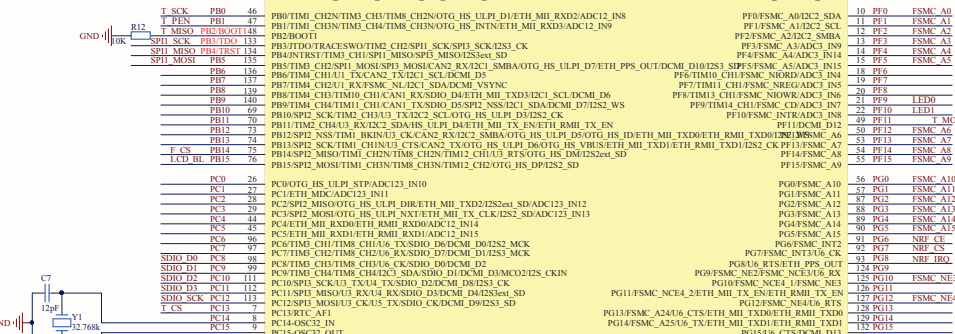 T_SCK PB0 46 PB0/TIM1_CH2N/TIM3_CH3/TIM8_CH2N/OTG_HS_ULPI_D1/ETH_MII_RXD2/ADC12_IN8 PF0/FSMC_A0/I2C2_SDA 10 PF0 FSMC_A0
T_PEN PB1 47 PB1/TIM1_CH3N/TIM3_CH4/TIM8_CH3N/OTG_HS_ULPI_D2/ETH_MII_RXD3/ADC12_IN9 PF1/FSMC_A1/I2C2_SCL 11 PF1 FSMC_A1
GND R12 10K T_MISO PB2/BOOT1 48 PB2/BOOT1 PF2/FSMC_A2/I2C2_SMBA 12 PF2 FSMC_A2
SPI1_SCK PB3/TDO 133 PB3/JTDO/TRACESWO/TIM2_CH2/SPI1_SCK/SPI3_SCK/I2S3_CK PF3/FSMC_A3/ADC3_IN9 13 PF3 FSMC_A3
SPI1_MISO PB4/TRST 134 PB4/NJTRST/TIM3_CH1/SPI1_MISO/SPI3_MISO/I2S3ext_SD PF4/FSMC_A4/ADC3_IN14 14 PF4 FSMC_A4
SPI1_MOSI PB5 135 PF5/FSMC_A5/ADC3_IN15 15 PF5 FSMC_A5
PB6 136 PB6/TIM4_CH1/U1_TX/CAN2_TX/I2C1_SCL/DCMI_D5 PF6/TIM10_CH1/FSMC_NIORD/ADC3_IN4 18 PF6
PB7 137 PB7/TIM4_CH2/U1_RX/FSMC_NL/I2C1_SDA/DCMI_VSYNC PF7/TIM11_CH1/FSMC_NREG/ADC3_IN5 19 PF7
PB8 139 PB8/TIM4_CH3/TIM10_CH1/CAN1_RX/SDIO_D4/ETH_MII_TXD3/I2C1_SCL/DCMI_D6 PF8/TIM13_CH1/FSMC_NIOWR/ADC3_IN6 20 PF8
PB9 140 PB9/TIM4_CH4/TIM11_CH1/CAN1_TX/SDIO_D5/SPI2_NSS/I2C1_SDA/DCMI_D7/I2S2_WS PF9/TIM14_CH1/FSMC_CD/ADC3_IN7 21 PF9 LED0
PB10 69 PB10/SPI2_SCK/TIM2_CH3/U3_TX/I2C2_SCL/OTG_HS_ULPI_D3/I2S2_CK PF10/FSMC_INTR/ADC3_IN8 22 PF10 LED1
PB11 70 PB11/TIM2_CH4/U3_RX/I2C2_SDA/HS_ULPI_D4/ETH_MII_TX_EN/ETH_RMII_TX_EN PF11/DCMI_D12 49 PF11 T_MO
PB12 73 50 PF12 FSMC_A6
PB13 74 PB13/SPI2_SCK/TIM1_CH1N/U3_CTS/CAN2_TX/OTG_HS_ULPI_D6/OTG_HS_VBUS/ETH_MII_TXD1/ETH_RMII_TXD1/I2S2_CK PF13/FSMC_A7 53 PF13 FSMC_A7
F_CS PB14 75 PB14/SPI2_MISO/TIM1_CH2N/TIM8_CH2N/TIM12_CH1/U3_RTS/OTG_HS_DM/I2S2ext_SD PF14/FSMC_A8 54 PF14 FSMC_A8
LCD_BL PB15 76 PB15/SPI2_MOSI/TIM1_CH3N/TIM8_CH3N/TIM12_CH2/OTG_HS_DP/I2S2_SD PF15/FSMC_A9 55 PF15 FSMC_A9
PC0 26 PC0/OTG_HS_ULPI_STP/ADC123_IN10 PG0/FSMC_A10 56 PG0 FSMC_A10
PC1 27 PC1/ETH_MDC/ADC123_IN11 PG1/FSMC_A11 57 PG1 FSMC_A11
PC2 28 PC2/SPI2_MISO/OTG_HS_ULPI_DIR/ETH_MII_TXD2/I2S2ext_SD/ADC123_IN12 PG2/FSMC_A12 87 PG2 FSMC_A12
PC3 29 PC3/SPI2_MOSI/OTG_HS_ULPI_NXT/ETH_MII_TX_CLK/I2S2_SD/ADC123_IN13 PG3/FSMC_A13 88 PG3 FSMC_A13
PC4 44 PC4/ETH_MII_RXD0/ETH_RMII_RXD0/ADC12_IN14 PG4/FSMC_A14 89 PG4 FSMC_A14
PC5 45 PC5/ETH_MII_RXD1/ETH_RMII_RXD1/ADC12_IN15 PG5/FSMC_A15 90 PG5 FSMC_A15
PC6 96 PC6/TIM3_CH1/TIM8_CH1/U6_TX/SDIO_D6/DCMI_D0/I2S2_MCK PG6/FSMC_INT2 91 PG6 NRF_CE
PC7 97 PC7/TIM3_CH2/TIM8_CH2/U6_RX/SDIO_D7/DCMI_D1/I2S3_MCK PG7/FSMC_INT3/U6_CK 92 PG7 NRF_CS
SDIO_D0 PC8 98 PC8/TIM3_CH3/TIM8_CH3/U6_CK/SDIO_D0/DCMI_D2 PG8/U6_RTS/ETH_PPS_OUT 93 PG8 NRF_IRQ
SDIO_D1 PC9 99 PC9/TIM3_CH4/TIM8_CH4/I2C3_SDA/SDIO_D1/DCMI_D3/MCO2/I2S_CKIN PG9/FSMC_NE2/FSMC_NCE3/U6_RX 124 PG9
SDIO_D2 PC10 111 PC10/SPI3_SCK/U3_TX/U4_TX/SDIO_D2/DCMI_D8/I2S3_CK PG10/FSMC_NCE4_1/FSMC_NE3 125 PG10 FSMC_NE3
SDIO_D3 PC11 112 PC11/SPI3_MISO/U3_RX/U4_RX/SDIO_D3/DCMI_D4/I2S3ext_SD PG11/FSMC_NCE4_2/ETH_MII_TX_EN/ETH_RMII_TX_EN 126 PG11
SDIO_SCK PC12 113 PC12/SPI3_MOSI/U3_CK/U5_TX/SDIO_CK/DCMI_D9/I2S3_SD PG12/FSMC_NE4/U6_RTS 127 PG12 FSMC_NE4
T_CS PC13 7 PC13/RTC_AF1 PG13/FSMC_A24/U6_CTS/ETH_MII_TXD0/ETH_RMII_TXD0 128 PG13
PC14 8 PC14-OSC32_IN PG14/FSMC_A25/U6_TX/ETH_MII_TXD1/ETH_RMII_TXD1 129 PG14
PC15 9 PC15-OSC32_OUT PG15/U6_CTS/DCMI_D13 132 PG15
C7
12pF
GND
Y1
32.768k